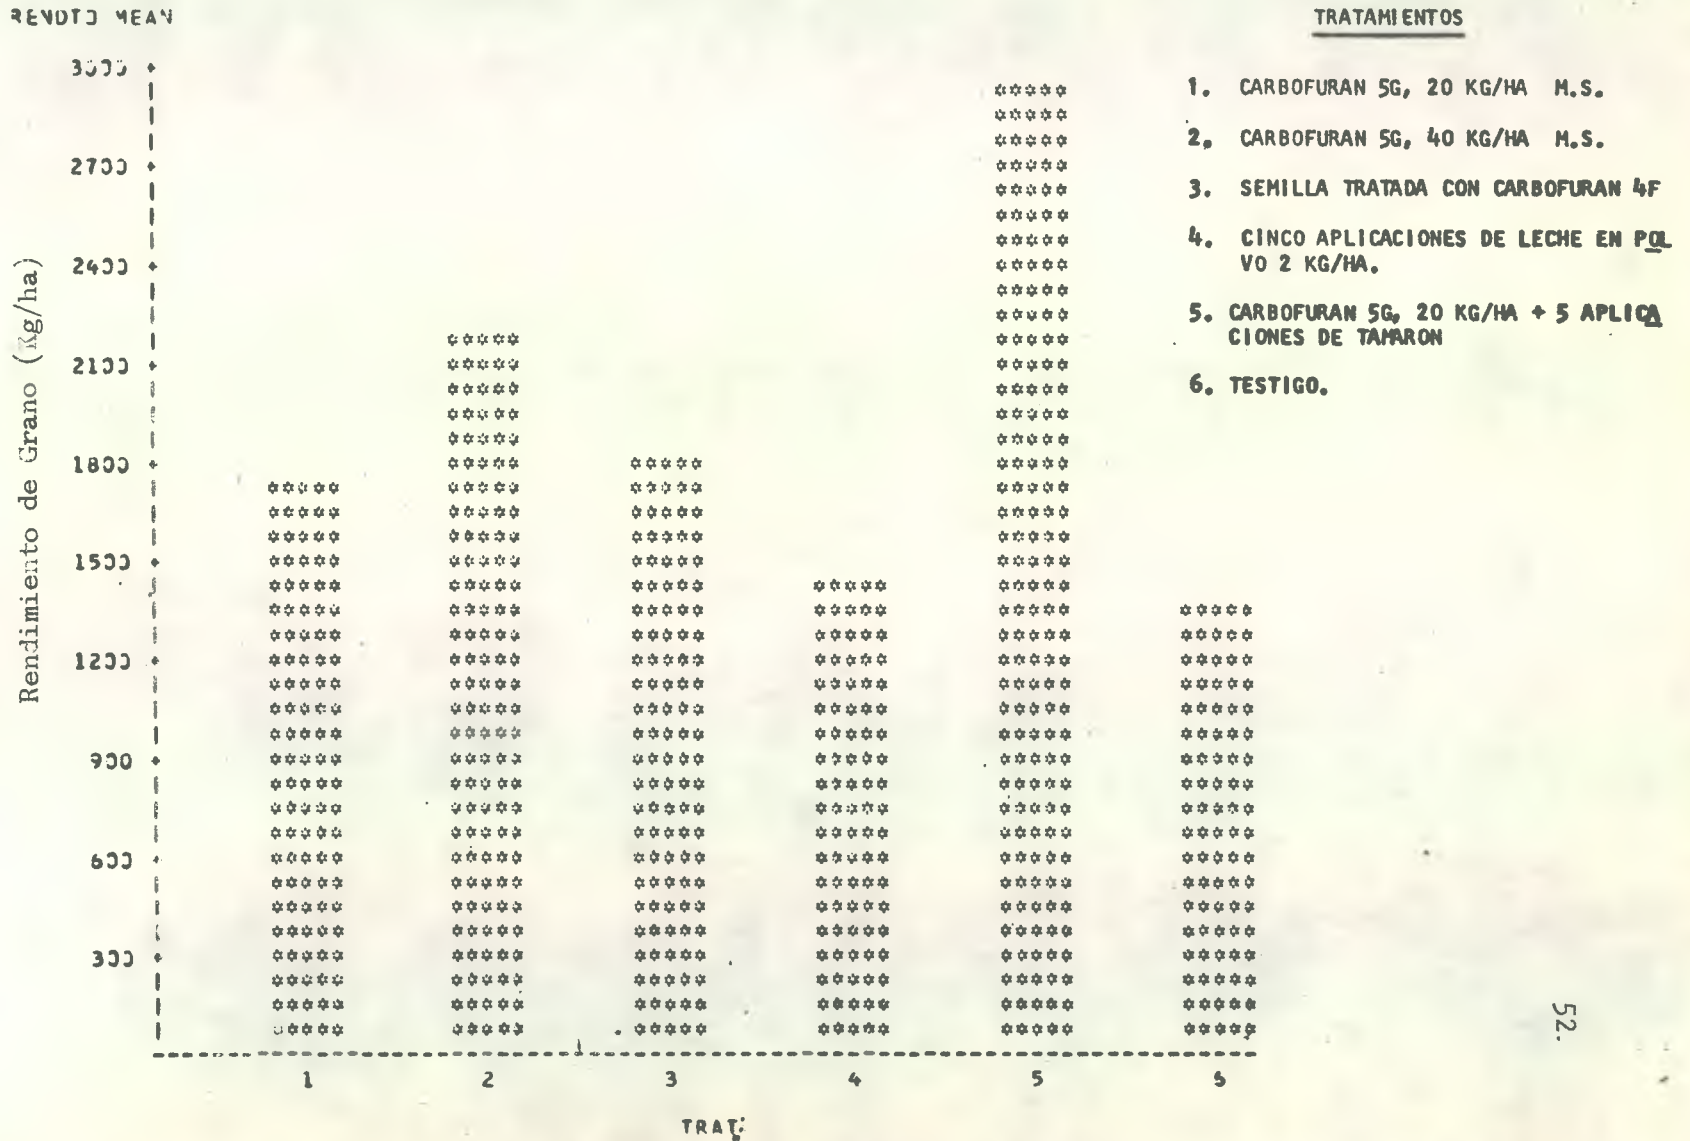 RENDTO MEAN
3000
2700
2400
2100
1800
1500
1200
900
600
300
Rendimiento de Grano (Kg/ha)
1 2 3 4 5 6
TRAT.
TRATAMIENTOS
1. CARBOFURAN 5G, 20 KG/HA M.S.
2, CARBOFURAN 5G, 40 KG/HA M.S.
3. SEMILLA TRATADA CON CARBOFURAN 4F
4. CINCO APLICACIONES DE LECHE EN POL
VO 2 KG/HA.
5. CARBOFURAN 5G, 20 KG/HA + 5 APLICA
CIONES DE TAMARON
6. TESTIGO.
52.